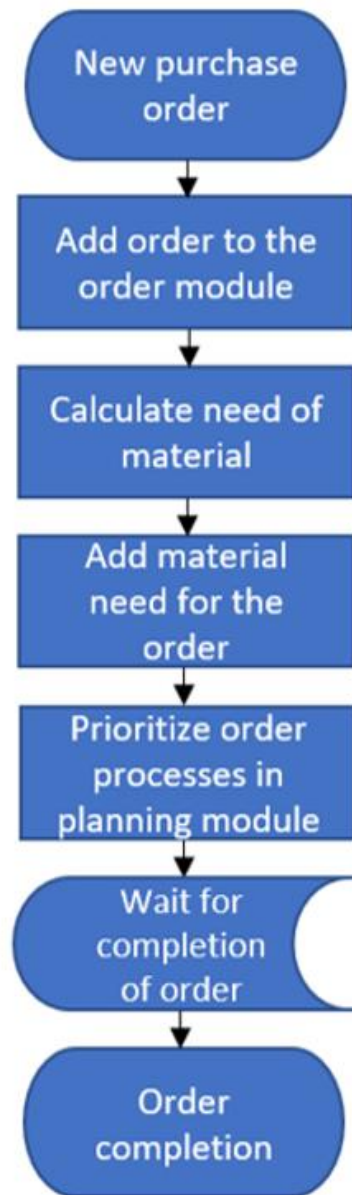 New purchase
order
Add order to the
order module
Calculate need of
material
Add material
need for the
order
Prioritize order
processes in
planning module
Wait for
completion
of order
Order
completion